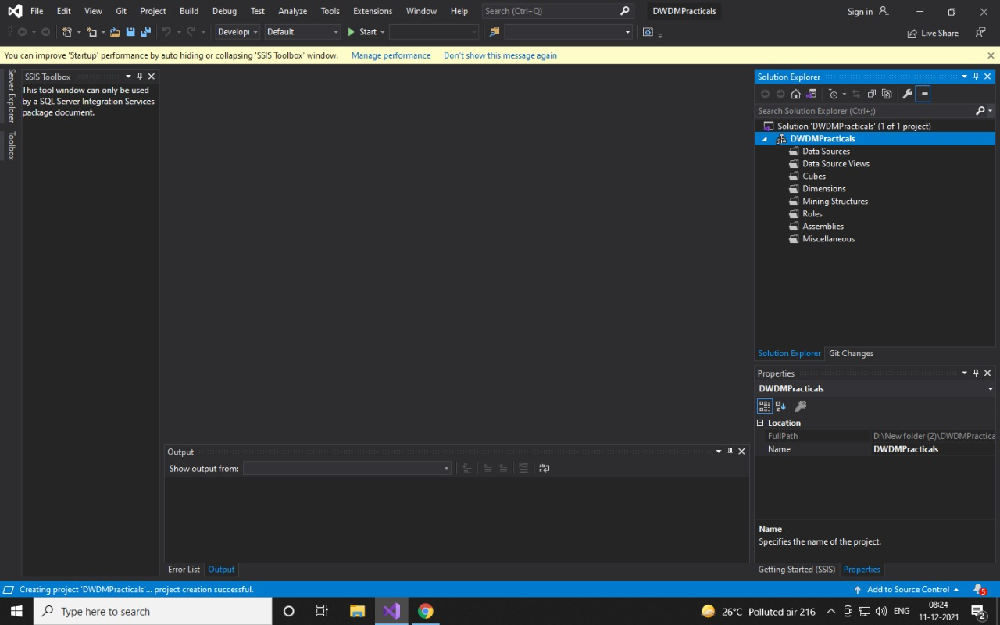 File Edit View Git Project Build Debug Test Analyze Tools Extensions Window Help Search (Ctrl+Q) DWDMPracticals Sign in
Developi Default Start Live Share
You can improve 'Startup' performance by auto hiding or collapsing 'SSIS Toolbox' window. Manage performance Don't show this message again
Server Explorer
Toolbox
SSIS Toolbox
This tool window can only be used
by a SQL Server Integration Services
package document.
Solution Explorer
Search Solution Explorer (Ctrl+;)
Solution 'DWDMPracticals' (1 of 1 project)
DWDMPracticals
Data Sources
Data Source Views
Cubes
Dimensions
Mining Structures
Roles
Assemblies
Miscellaneous
Solution Explorer Git Changes
Properties
DWDMPracticals
Location
FullPath D:\New folder (2)\DWDMPractica
Name DWDMPracticals
Name
Specifies the name of the project.
Getting Started (SSIS) Properties
Output
Show output from:
Error List Output
Creating project 'DWDMPracticals'... project creation successful. Add to Source Control 5
Type here to search 26°C Polluted air 216 ENG 08:24
11-12-2021 2